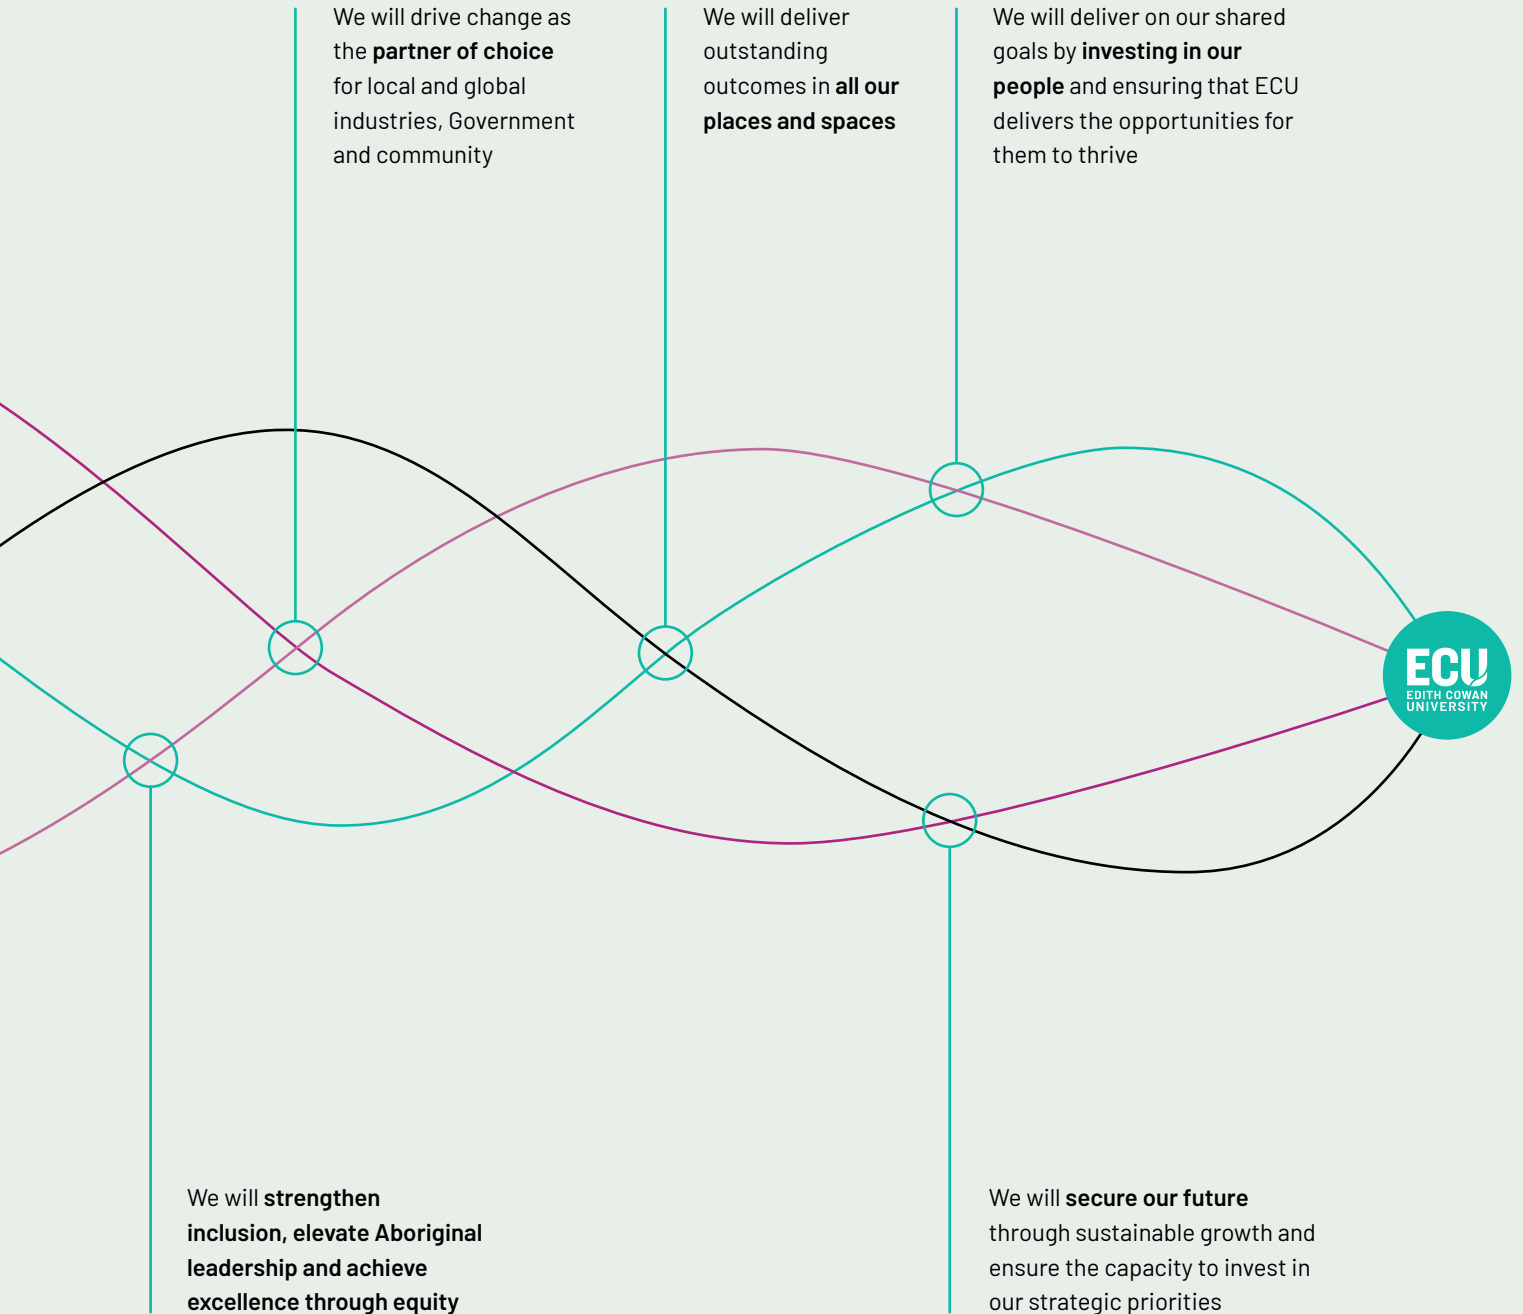 We will drive change as
the partner of choice
for local and global
industries, Government
and community
We will deliver
outstanding
outcomes in all our
places and spaces
We will deliver on our shared
goals by investing in our
people and ensuring that ECU
delivers the opportunities for
them to thrive
ECU
EDITH COWAN
UNIVERSITY
We will strengthen
inclusion, elevate Aboriginal
leadership and achieve
excellence through equity
We will secure our future
through sustainable growth and
ensure the capacity to invest in
our strategic priorities